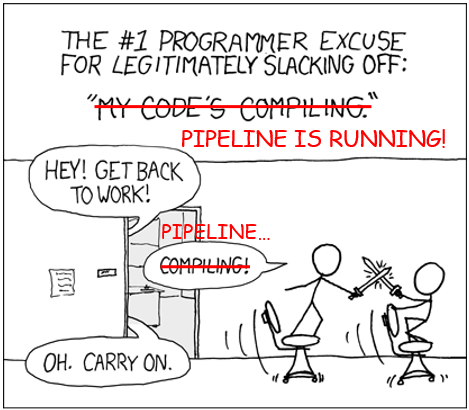 THE #1 PROGRAMMER EXCUSE
FOR LEGITIMATELY SLACKING OFF:
"MY CODE'S COMPILING."
PIPELINE IS RUNNING!
HEY! GET BACK
TO WORK!
PIPELINE...
COMPILING!
OH. CARRY ON.